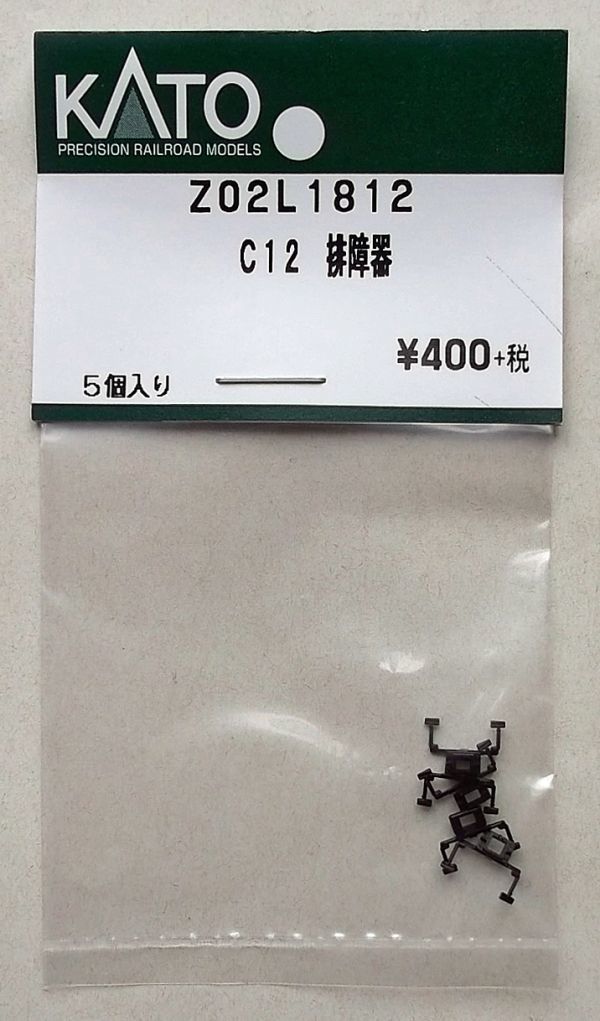 KATO
PRECISION RAILROAD MODELS
Z02L1812
C12 排障器
¥400+税
5個入り